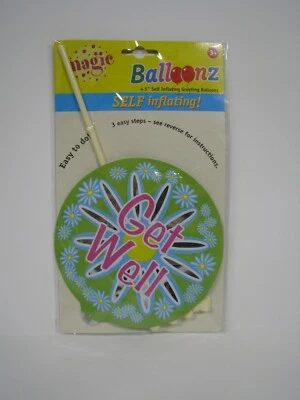 magic
Balloonz
3+
4.5" Self Inflating Greeting Balloons
SELF inflating!
Easy to do!
3 easy steps – see reverse for instructions.
Get
Well